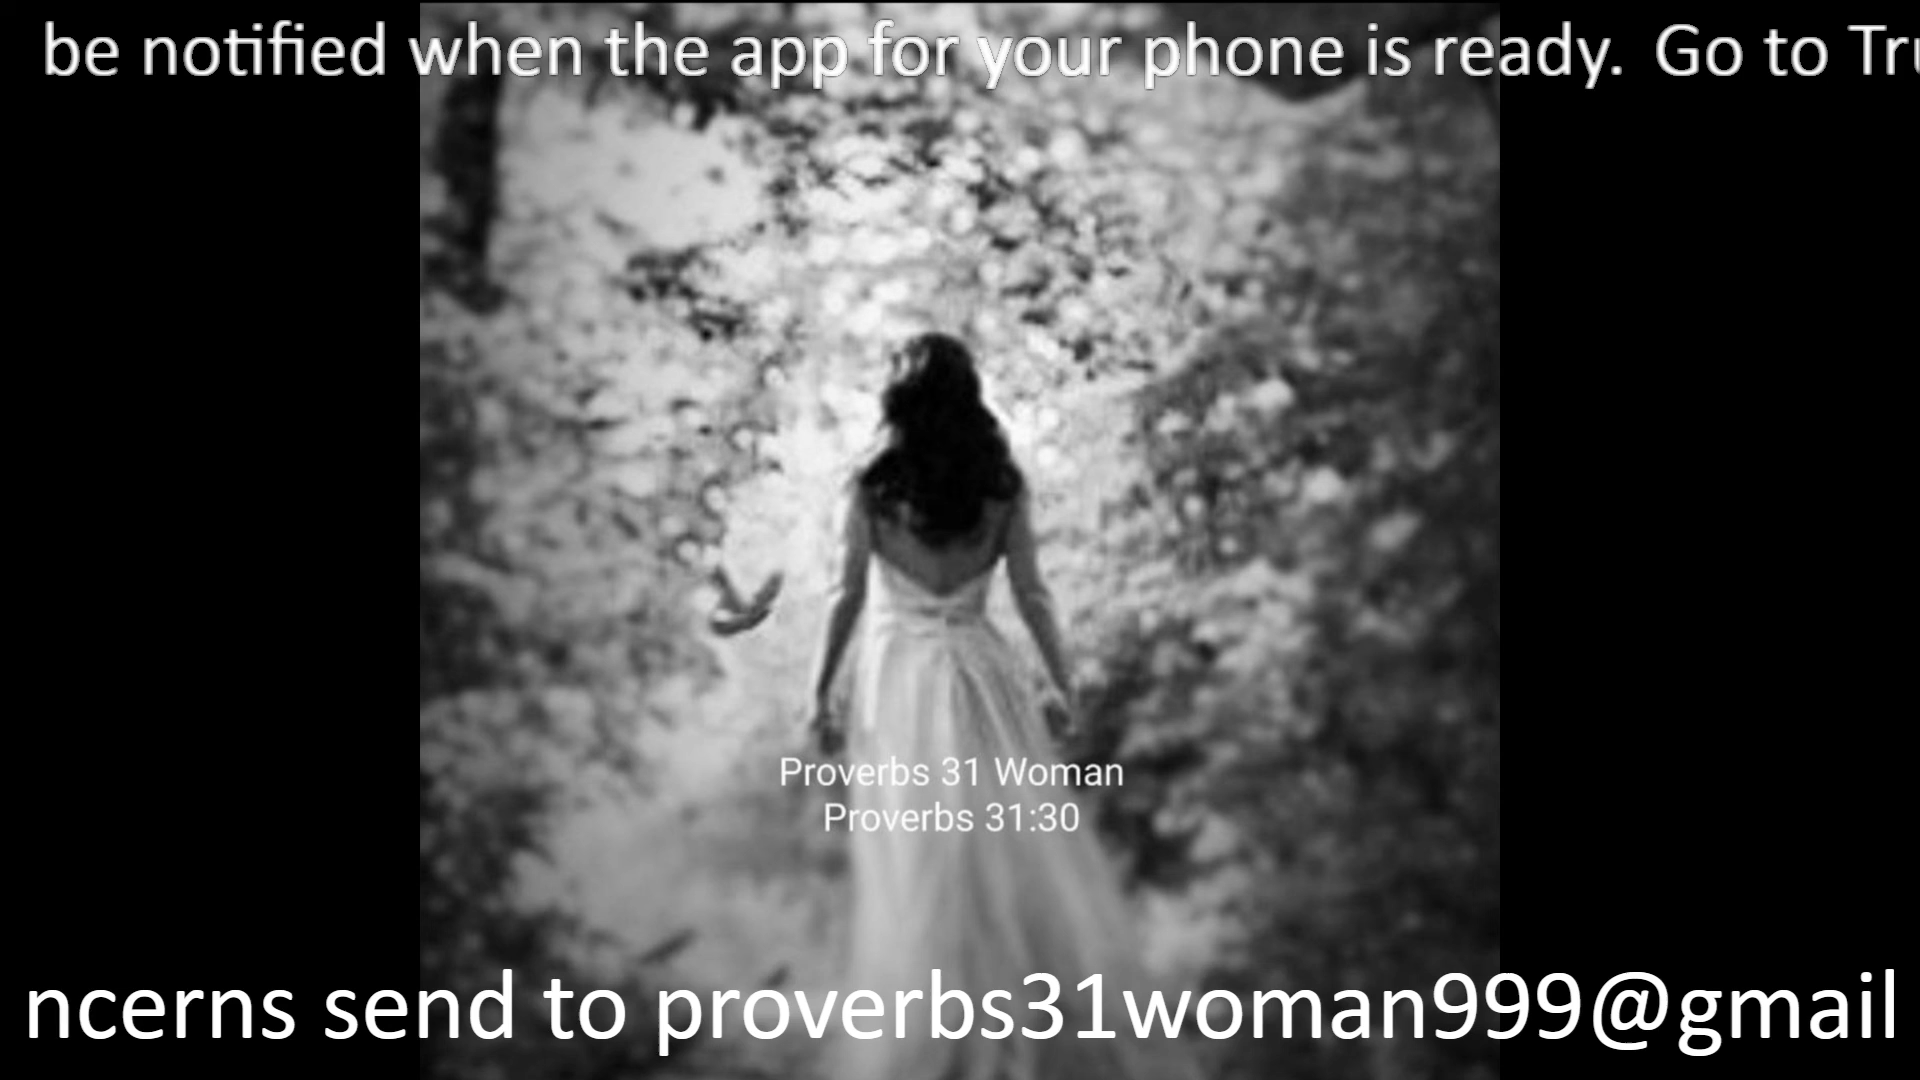 be notified when the app for your phone is ready. Go to Tru
Proverbs 31 Woman
Proverbs 31:30
ncerns send to proverbs31woman999@gmail